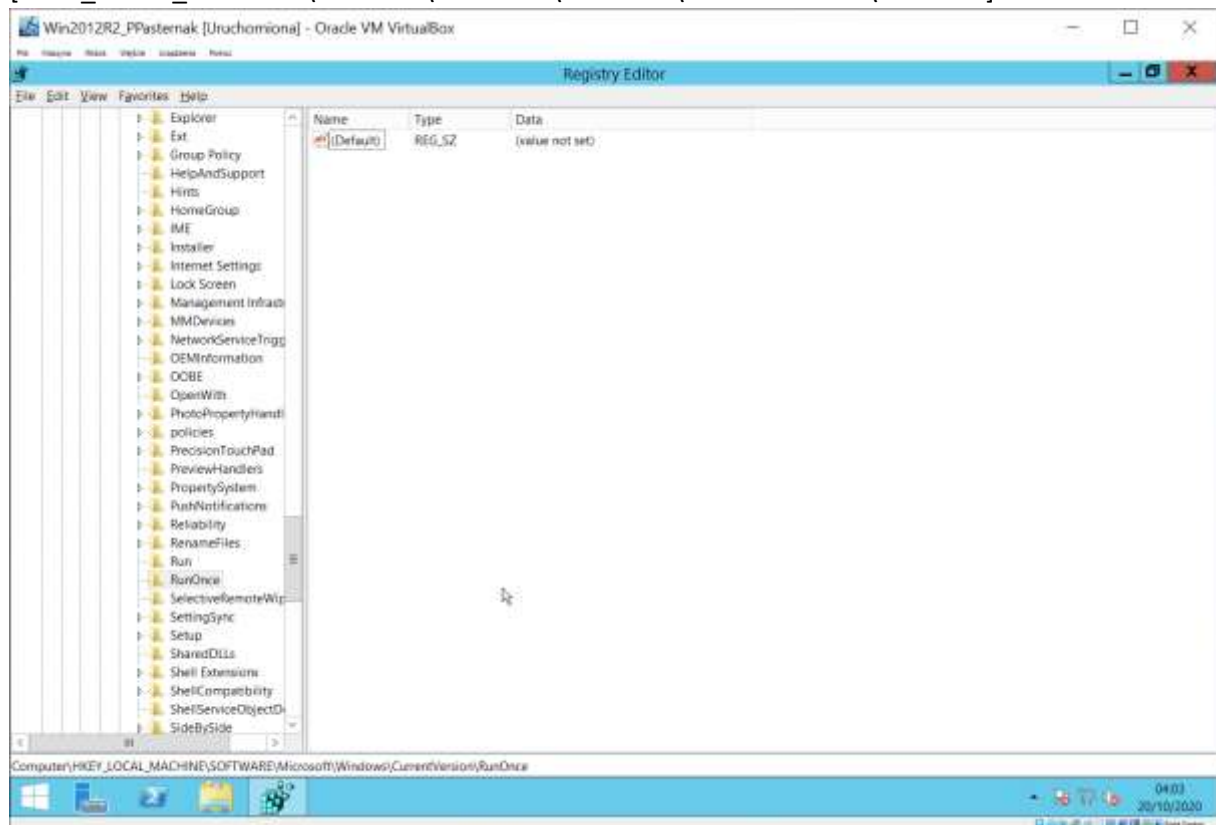 Win2012R2_PPasternak [Uruchomiona] - Oracle VM VirtualBox
Registry Editor
File Edit View Favorites Help
Explorer
Ext
Group Policy
HelpAndSupport
Hints
HomeGroup
IME
Installer
Internet Settings
Lock Screen
Management Infrastr
MMDevices
NetworkServiceTrigg
OEMInformation
OOBE
OpenWith
PhotoPropertyHandl
policies
PrecisionTouchPad
PreviewHandlers
PropertySystem
PushNotifications
Reliability
RenameFiles
Run
RunOnce
SelectiveRemoteWip
SettingSync
Setup
SharedDLLs
Shell Extensions
ShellCompatibility
ShellServiceObjectDe
SideBySide
Name Type Data
(Default) REG_SZ (value not set)
Computer\HKEY_LOCAL_MACHINE\SOFTWARE\Microsoft\Windows\CurrentVersion\RunOnce
04:03
20/10/2020